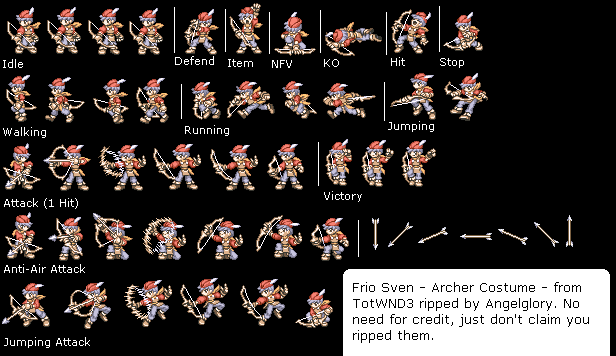 Idle
Defend
Item
NFV
KO
Hit
Stop
Walking
Running
Jumping
Attack (1 Hit)
Victory
Anti-Air Attack
Jumping Attack
Frio Sven - Archer Costume - from
TotWND3 ripped by Angelglory. No
need for credit, just don't claim you
ripped them.